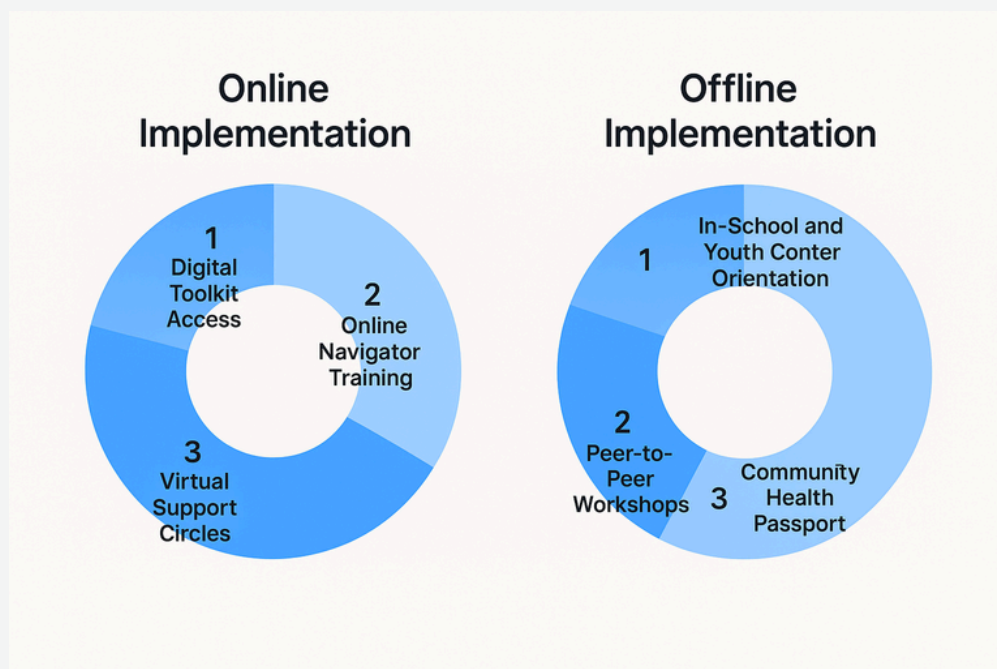 Online
Implementation
1
Digital
Toolkit
Access
2
Online
Navigator
Training
3
Virtual
Support
Circles
Offline
Implementation
1
In-School and
Youth Conter
Orientation
2
Peer-to-
Peer
Workshops
3
Community
Health
Passport